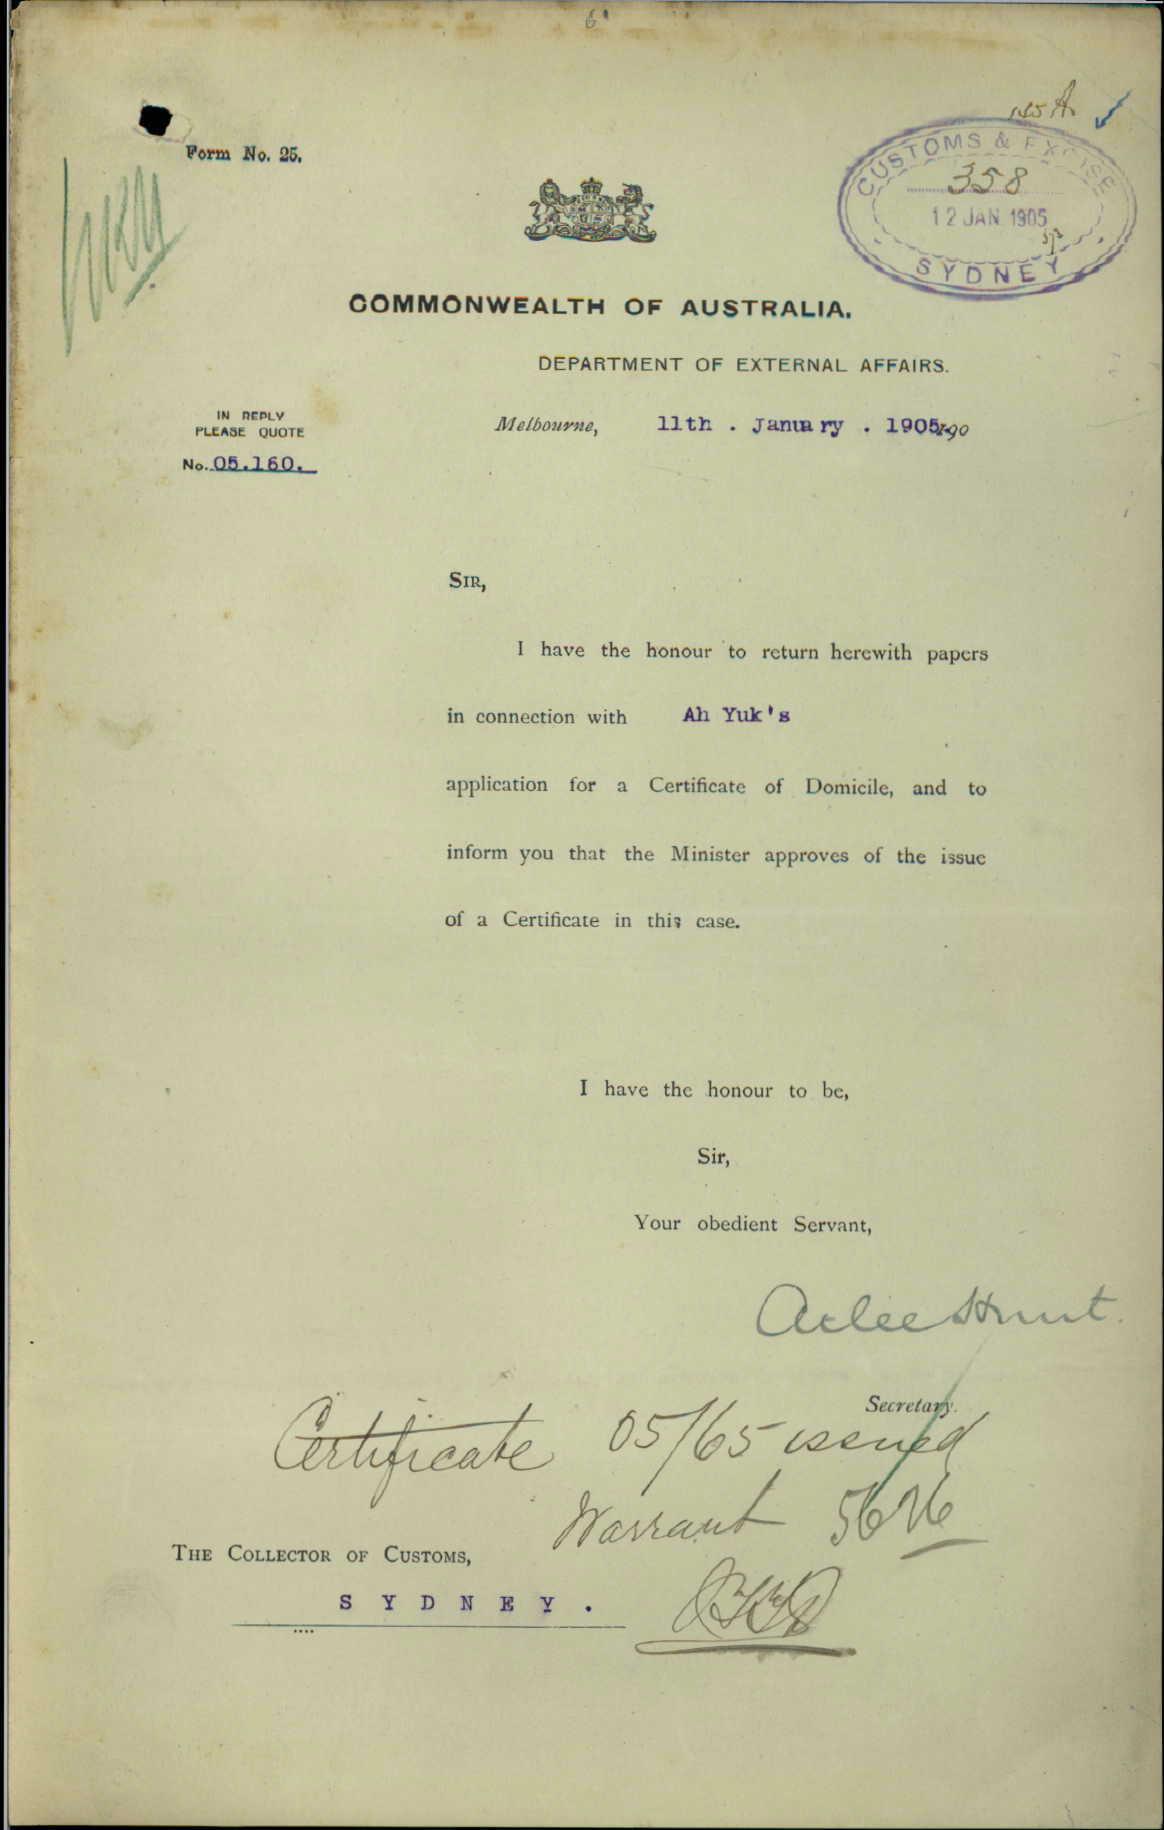 6
145 A.
Form No. 25.
CUSTOMS & EXCISE
358
12 JAN 1905
SYDNEY
COMMONWEALTH OF AUSTRALIA.
DEPARTMENT OF EXTERNAL AFFAIRS.
IN REPLY
PLEASE QUOTE
No. 05.160.
Melbourne, 11th . January . 1905. 190
SIR,
I have the honour to return herewith papers
in connection with Ah Yuk's
application for a Certificate of Domicile, and to
inform you that the Minister approves of the issue
of a Certificate in this case.
I have the honour to be,
Sir,
Your obedient Servant,
Atlee Hunt.
Secretary.
Certificate 05/65 issued
Warrant
THE COLLECTOR OF CUSTOMS,
SYDNEY.